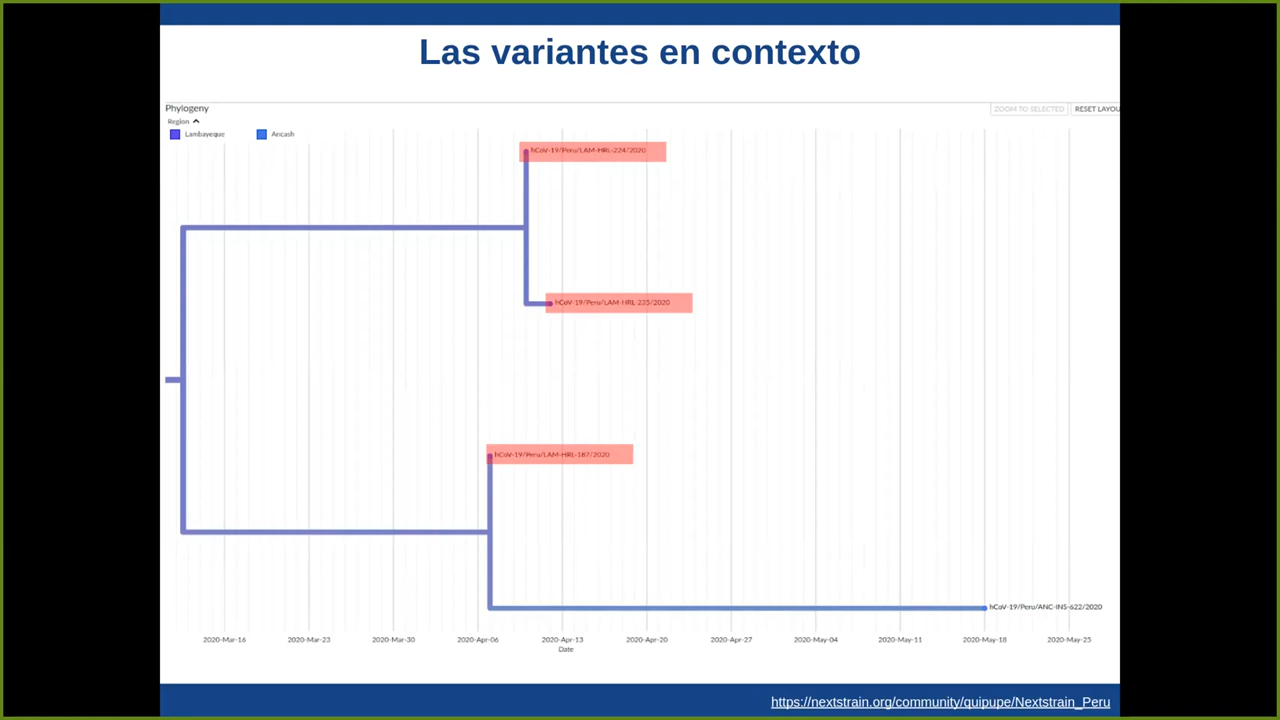 Las variantes en contexto
Phylogeny
ZOOM TO SELECTED
RESET LAYOU
Region
Lambayeque
Ancash
hCoV-19/Peru/LAM-HRL-224/2020
hCoV-19/Peru/LAM-HRL-235/2020
hCoV-19/Peru/LAM-HRL-187/2020
hCoV-19/Peru/ANC-INS-622/2020
2020-Mar-16 2020-Mar-23 2020-Mar-30 2020-Apr-06 2020-Apr-13 2020-Apr-20 2020-Apr-27 2020-May-04 2020-May-11 2020-May-18 2020-May-25
Date
https://nextstrain.org/community/quipupe/Nextstrain_Peru